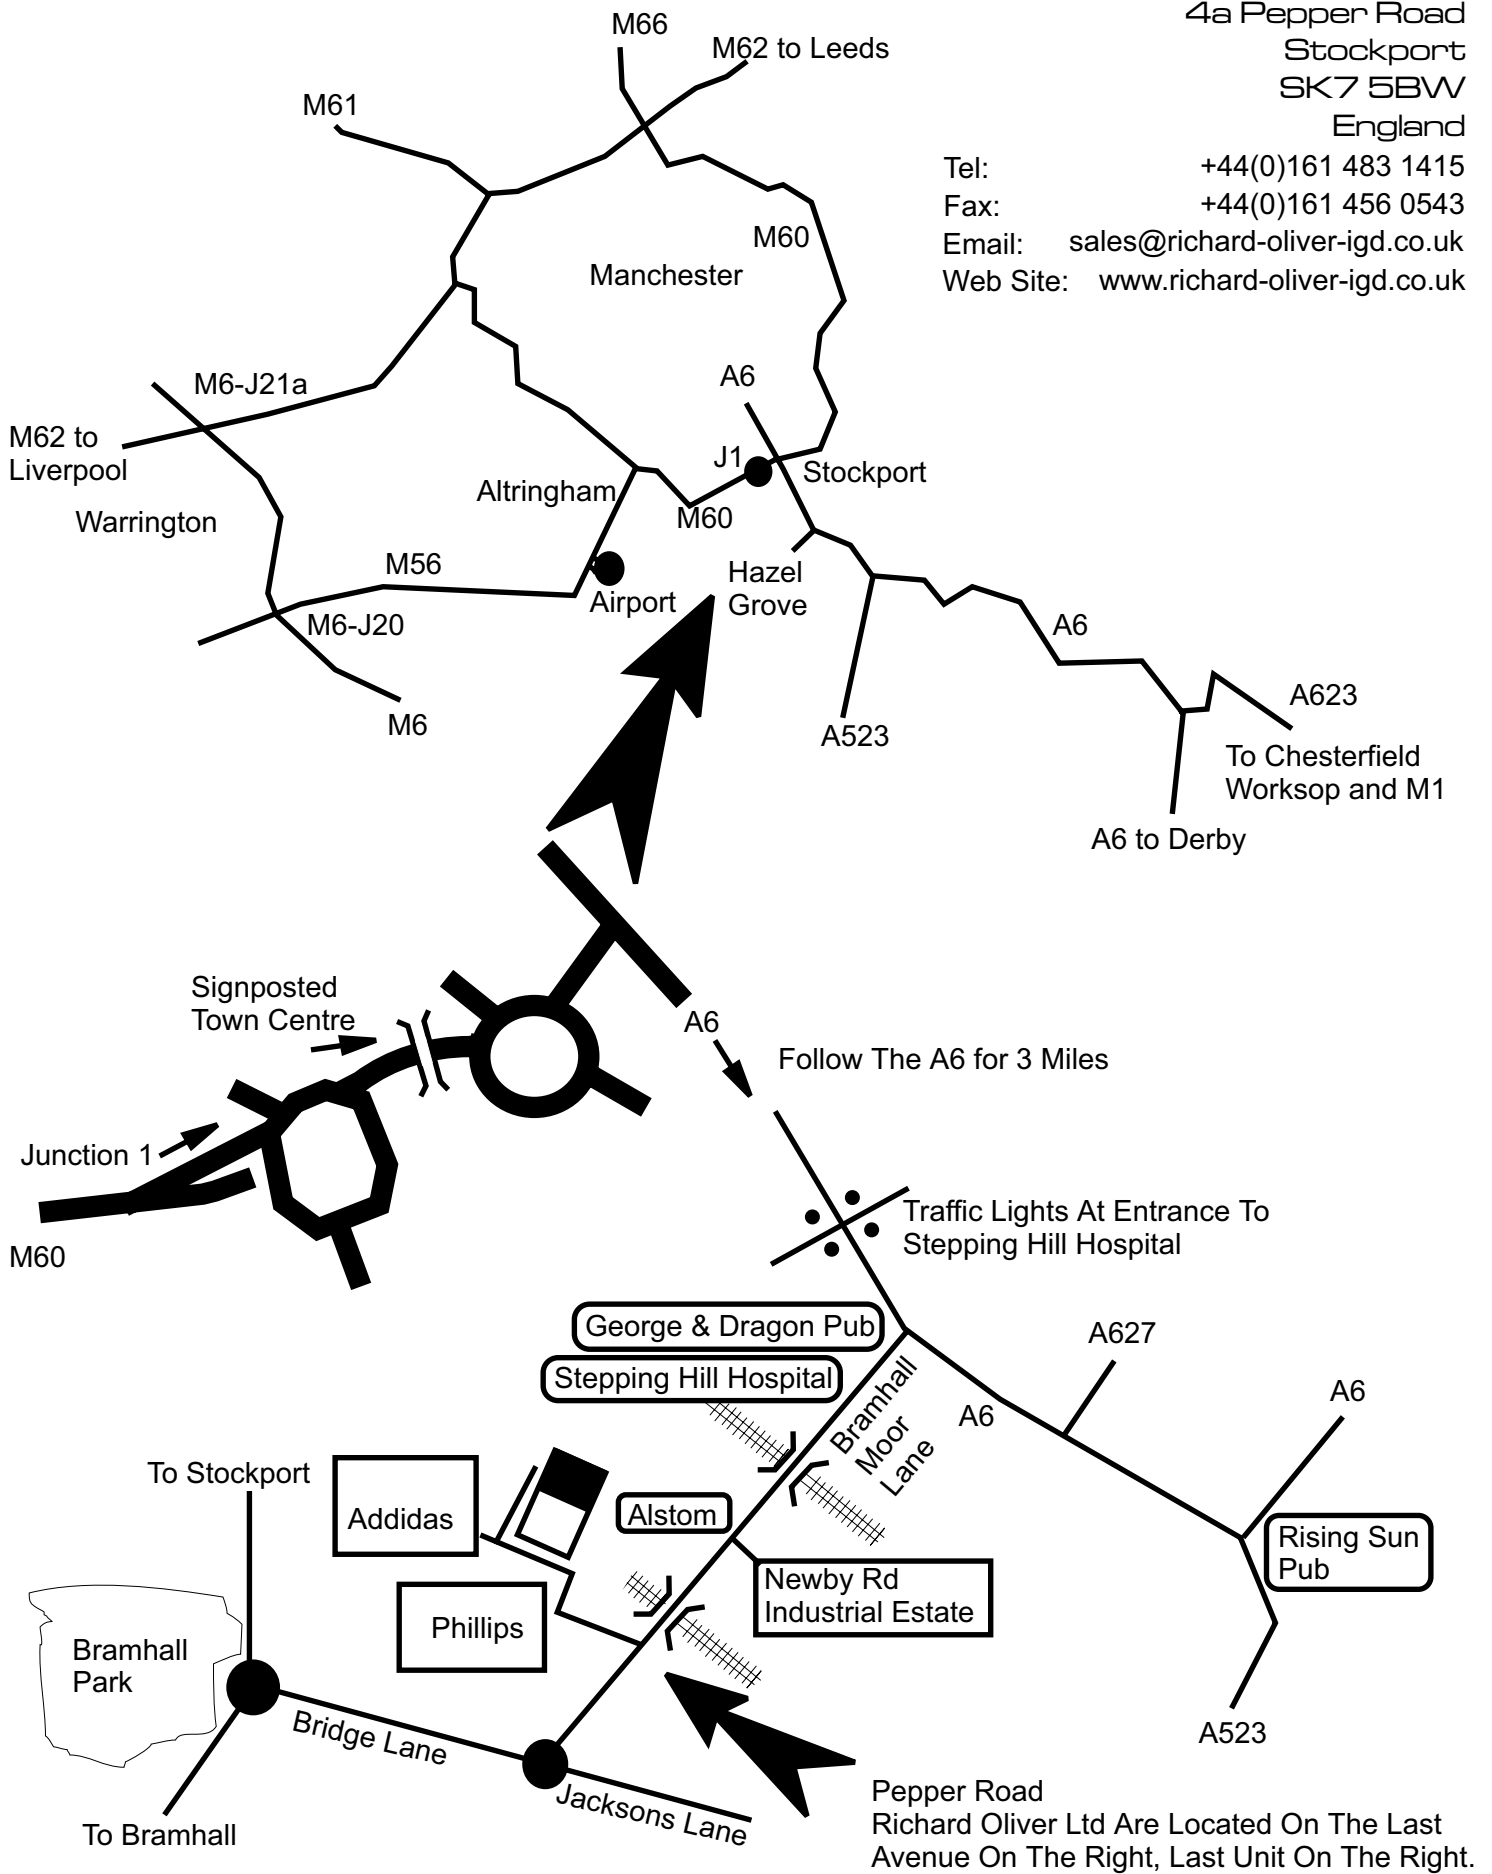 4a Pepper Road
Stockport
SK7 5BW
England
Tel: +44(0)161 483 1415
Fax: +44(0)161 456 0543
Email: sales@richard-oliver-igd.co.uk
Web Site: www.richard-oliver-igd.co.uk
M66
M62 to Leeds
M61
M60
Manchester
A6
M6-J21a
M62 to
Liverpool
J1
Stockport
Altringham
M60
Warrington
M56
Hazel
Grove
Airport
M6-J20
A6
M6
A523
A623
To Chesterfield
Worksop and M1
A6 to Derby
Signposted
Town Centre
A6
Follow The A6 for 3 Miles
Junction 1
M60
Traffic Lights At Entrance To
Stepping Hill Hospital
George & Dragon Pub
Stepping Hill Hospital
Bramhall
Moor
Lane
A6
A627
A6
To Stockport
Addidas
Alstom
Rising Sun
Pub
Newby Rd
Industrial Estate
Phillips
Bramhall
Park
Bridge Lane
A523
Jacksons Lane
To Bramhall
Pepper Road
Richard Oliver Ltd Are Located On The Last
Avenue On The Right, Last Unit On The Right.